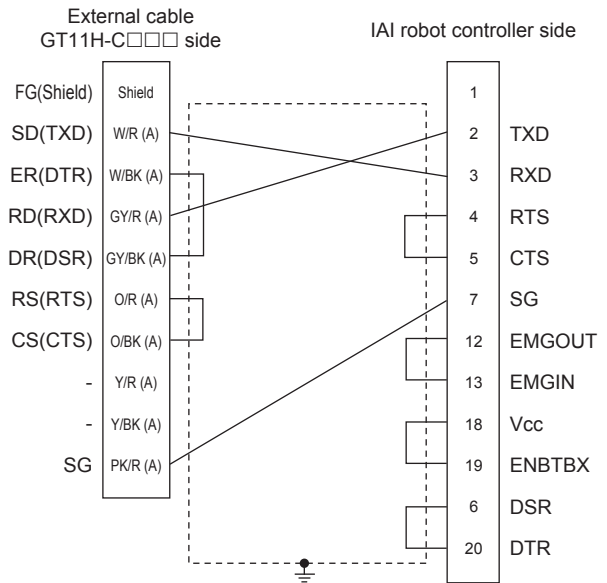 External cable
GT11H-C□□□ side
IAI robot controller side
FG(Shield) Shield 1
SD(TXD) W/R (A) 2 TXD
ER(DTR) W/BK (A) 3 RXD
RD(RXD) GY/R (A) 4 RTS
DR(DSR) GY/BK (A) 5 CTS
RS(RTS) O/R (A) 7 SG
CS(CTS) O/BK (A) 12 EMGOUT
- Y/R (A) 13 EMGIN
- Y/BK (A) 18 Vcc
SG PK/R (A) 19 ENBTBX
6 DSR
20 DTR